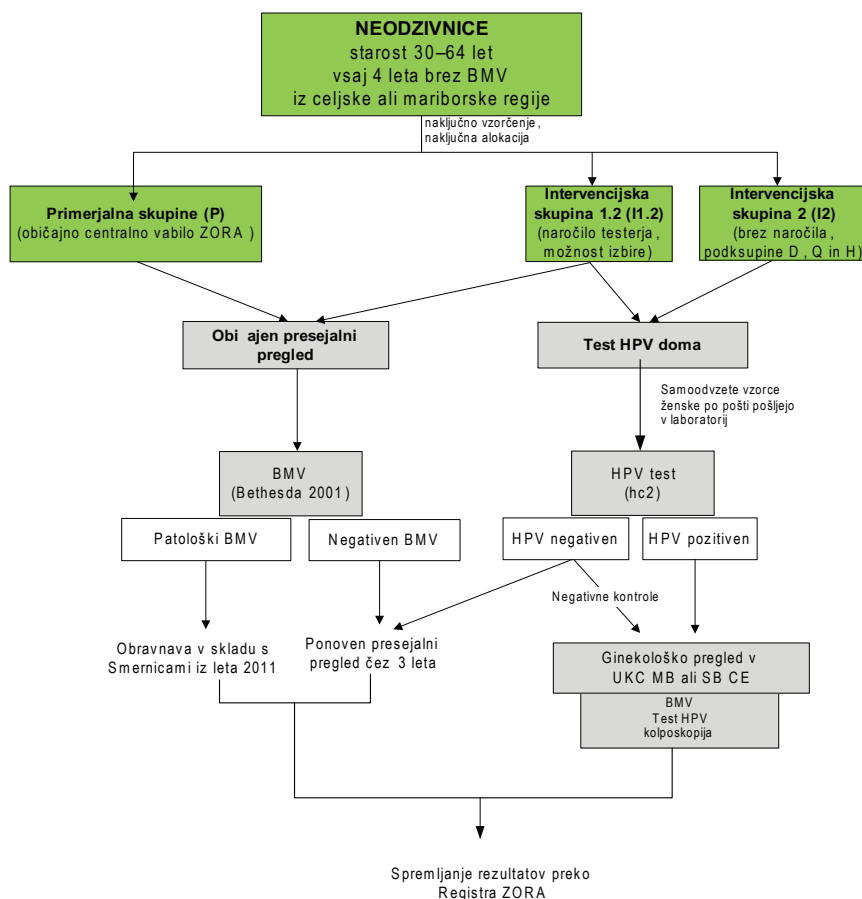 NEODZIVNICE
starost 30–64 let
vsaj 4 leta brez BMV
iz celjske ali mariborske regije
naključno vzorčenje,
naključna alokacija
Primerjalna skupine (P)
(običajno centralno vabilo ZORA )
Intervencijska
skupina 1.2 (I1.2)
(naročilo testerja,
možnost izbire)
Intervencijska
skupina 2 (I2)
(brez naročila,
podksupine D, Q in H)
Obi ajen presejalni
pregled
Test HPV doma
Samoodvzete vzorce
ženske po pošti pošljejo
v laboratorij
BMV
(Bethesda 2001)
HPV test
(hc2)
Patološki BMV
Negativen BMV
HPV negativen
HPV pozitiven
Negativne kontrole
Obravnava v skladu s
Smernicami iz leta 2011
Ponoven presejalni
pregled čez 3 leta
Ginekološko pregled v
UKC MB ali SB CE
BMV
Test HPV
kolposkopija
Spremljanje rezultatov preko
Registra ZORA